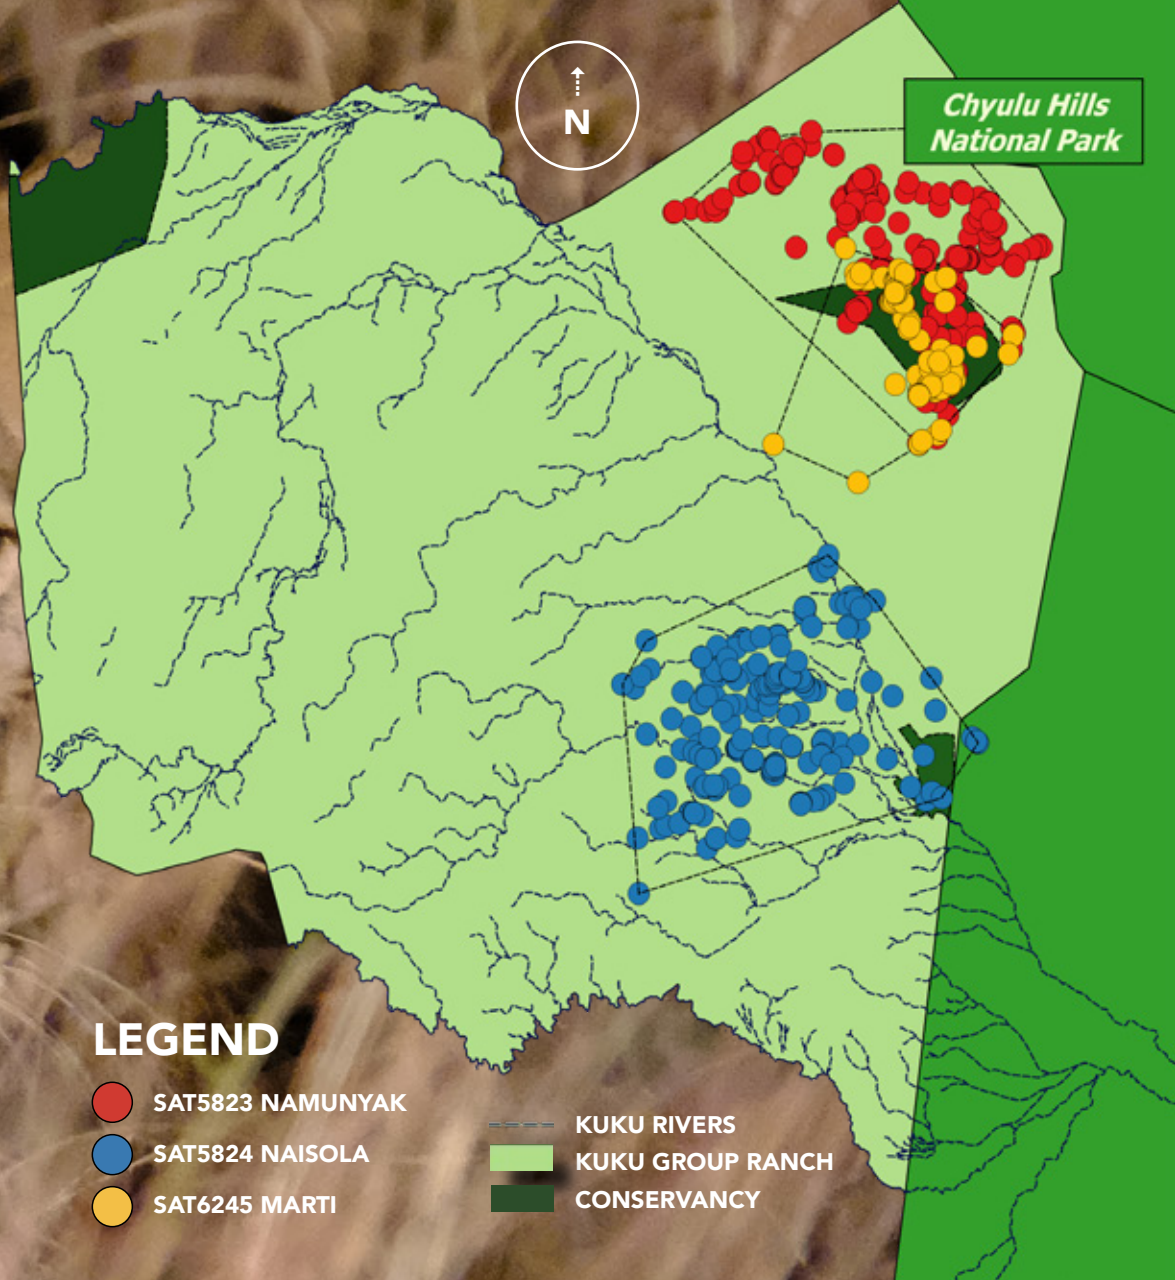 N
Chyulu Hills
National Park
LEGEND
SAT5823 NAMUNYAK
SAT5824 NAISOLA
SAT6245 MARTI
KUKU RIVERS
KUKU GROUP RANCH
CONSERVANCY